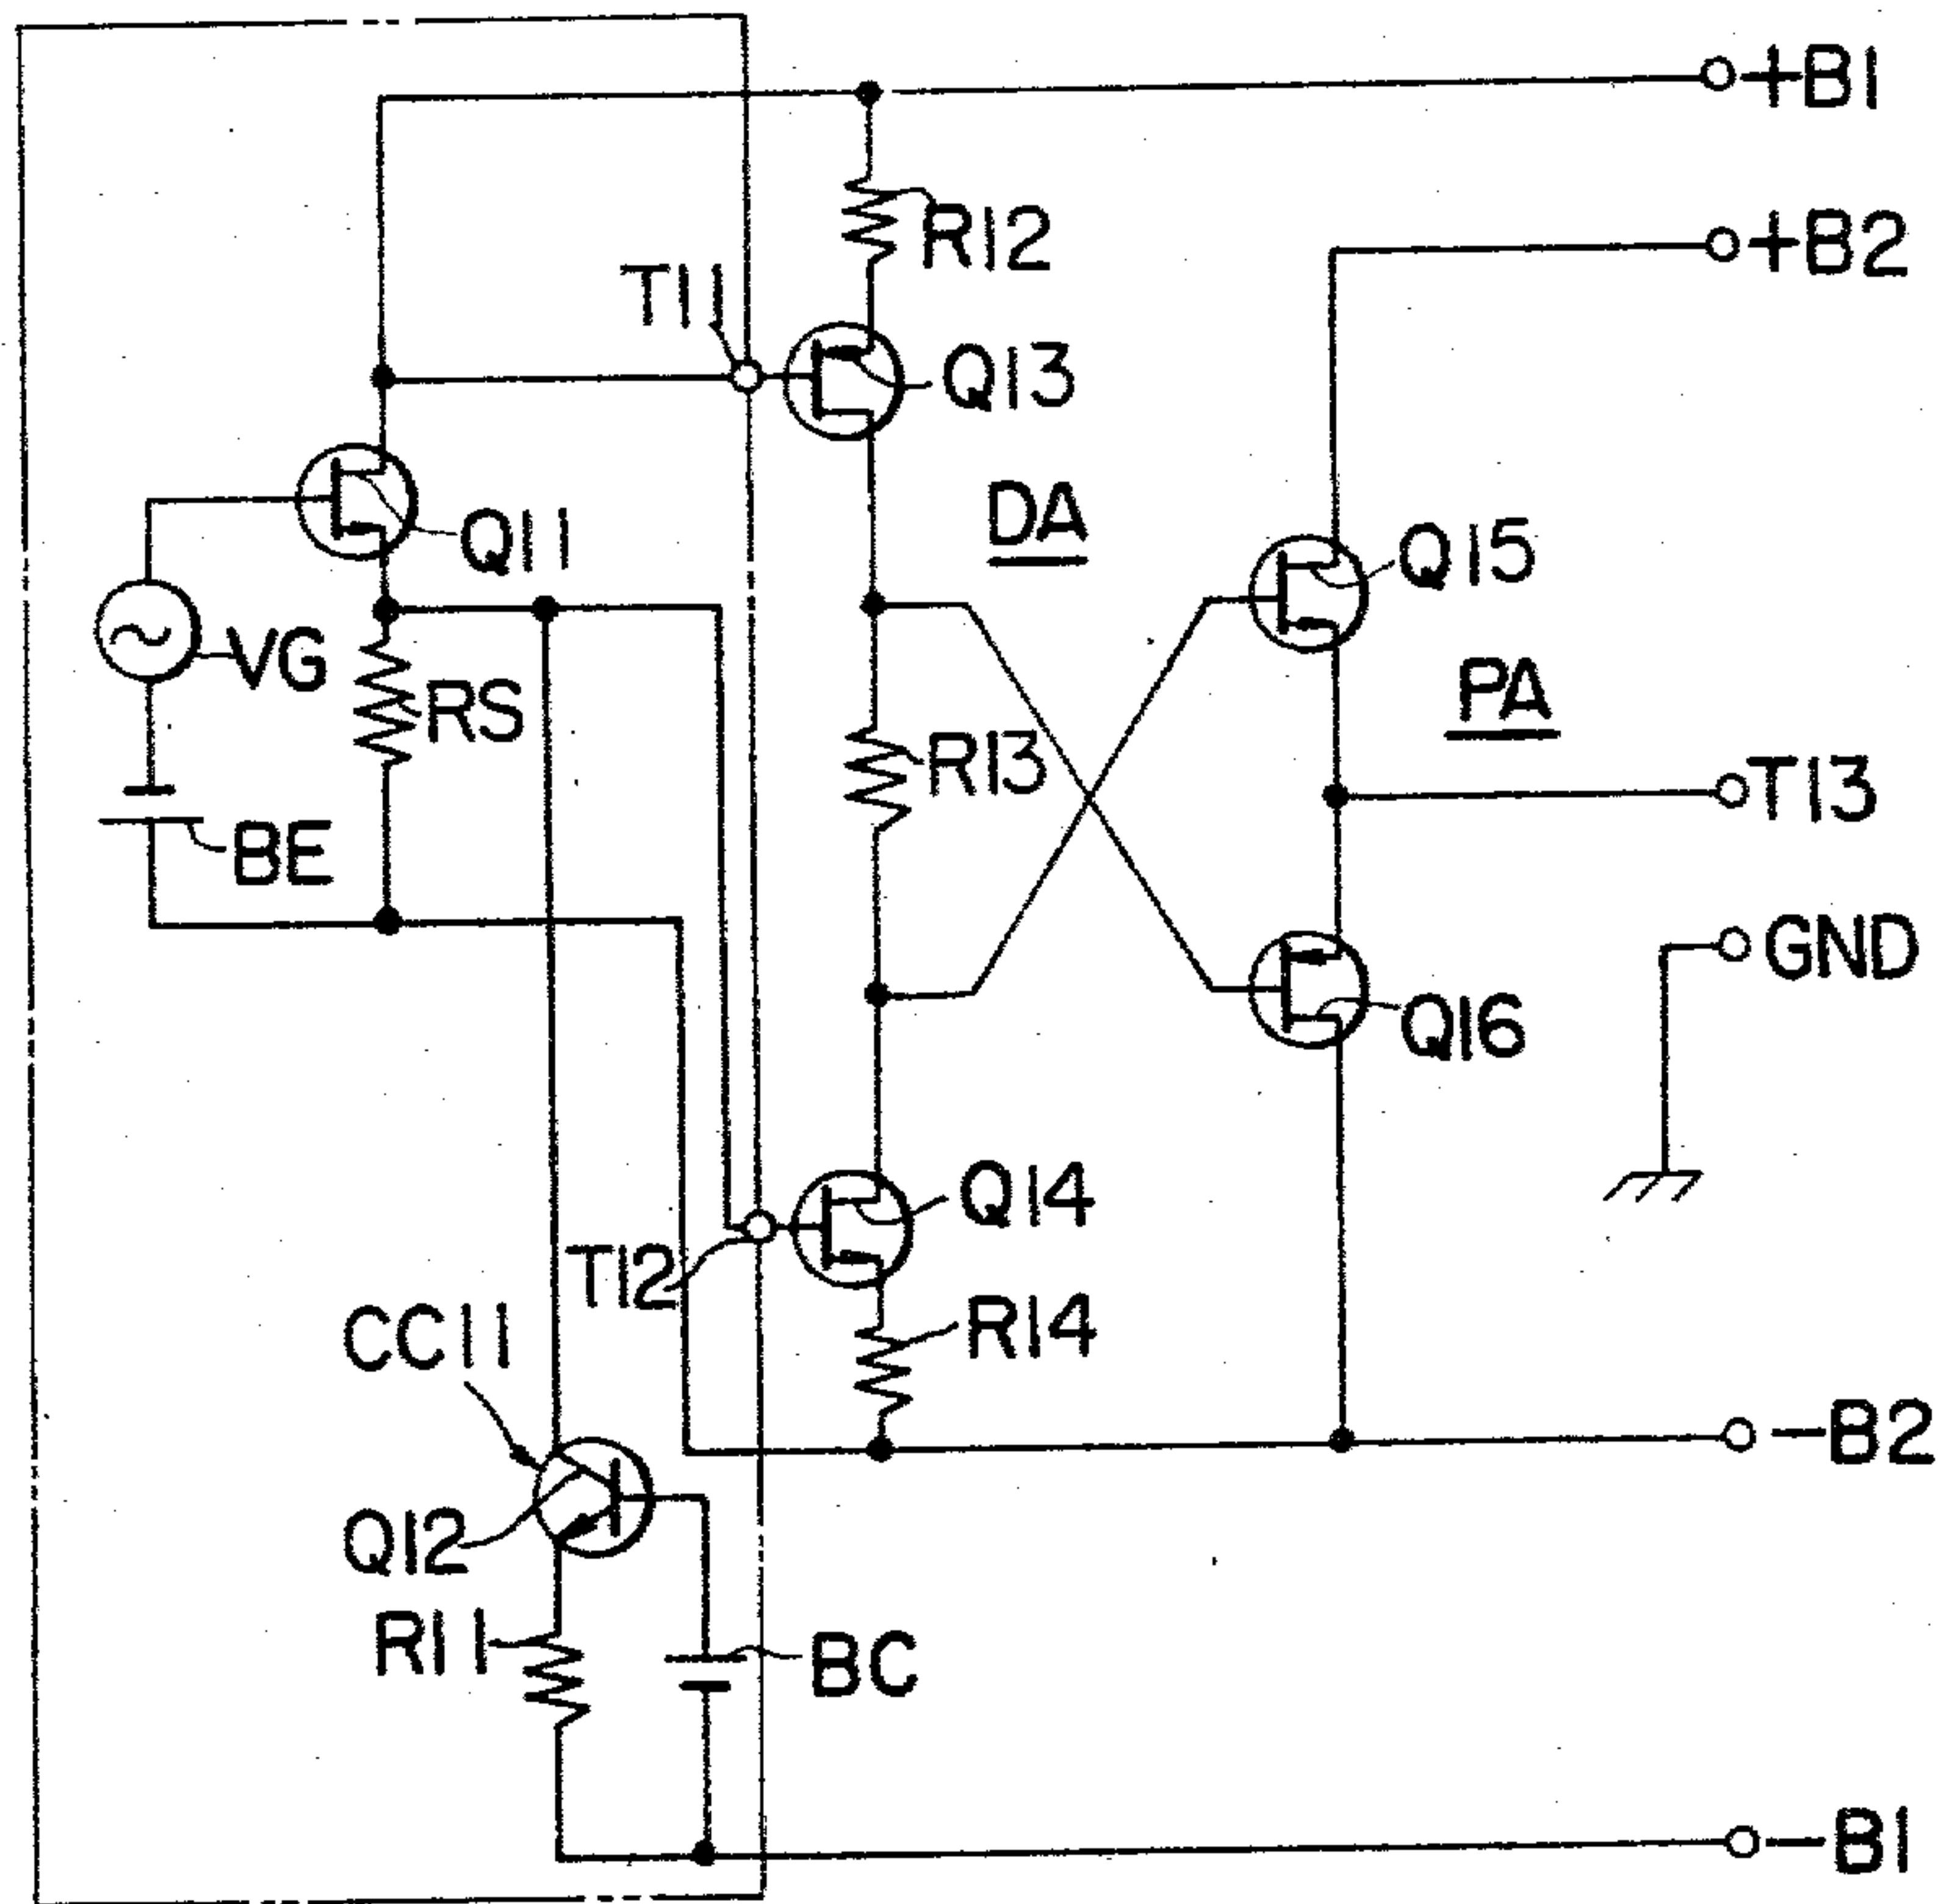 +B1
+B2
R12
T11
Q13
DA
Q15
Q11
VG
RS
PA
R13
T13
BE
GND
Q16
Q14
T12
R14
CC11
-B2
Q12
R11
BC
-B1